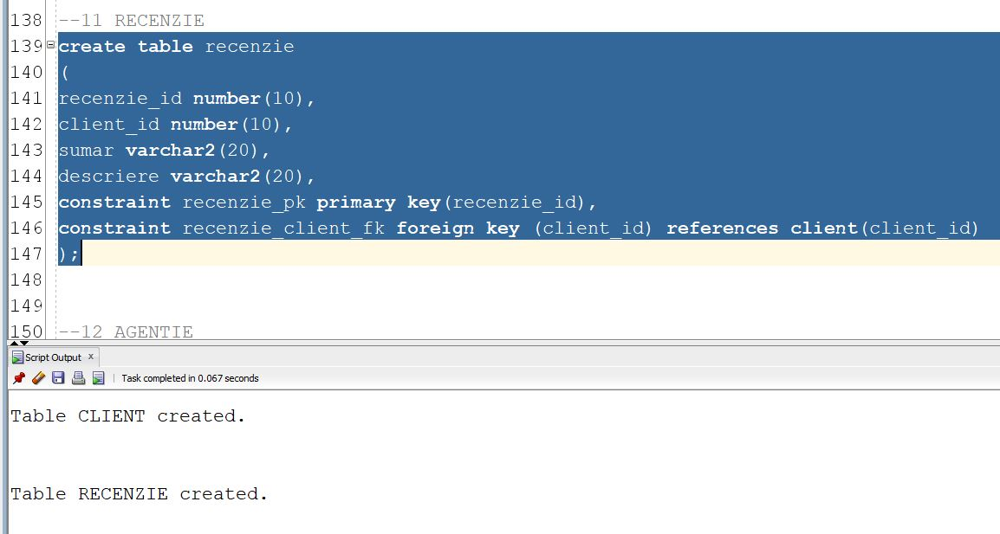 138 --11 RECENZIE
139 create table recenzie
140 (
141 recenzie_id number(10),
142 client_id number(10),
143 sumar varchar2(20),
144 descriere varchar2(20),
145 constraint recenzie_pk primary key(recenzie_id),
146 constraint recenzie_client_fk foreign key (client_id) references client(client_id)
147 );
148
149
150 --12 AGENTIE
Script Output x
Task completed in 0.067 seconds
Table CLIENT created.
Table RECENZIE created.